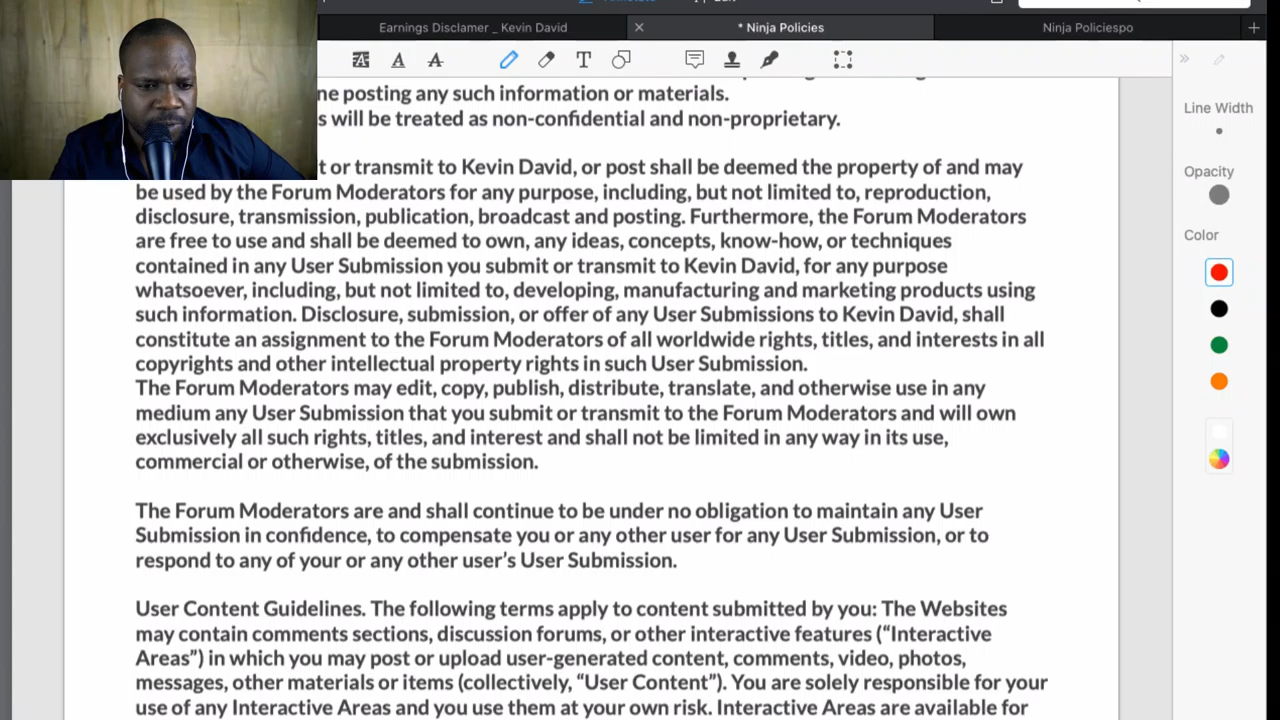 Earnings Disclamer _ Kevin David
* Ninja Policies
Ninja Policiespo
ne posting any such information or materials.
s will be treated as non-confidential and non-proprietary.
t or transmit to Kevin David, or post shall be deemed the property of and may
be used by the Forum Moderators for any purpose, including, but not limited to, reproduction,
disclosure, transmission, publication, broadcast and posting. Furthermore, the Forum Moderators
are free to use and shall be deemed to own, any ideas, concepts, know-how, or techniques
contained in any User Submission you submit or transmit to Kevin David, for any purpose
whatsoever, including, but not limited to, developing, manufacturing and marketing products using
such information. Disclosure, submission, or offer of any User Submissions to Kevin David, shall
constitute an assignment to the Forum Moderators of all worldwide rights, titles, and interests in all
copyrights and other intellectual property rights in such User Submission.
The Forum Moderators may edit, copy, publish, distribute, translate, and otherwise use in any
medium any User Submission that you submit or transmit to the Forum Moderators and will own
exclusively all such rights, titles, and interest and shall not be limited in any way in its use,
commercial or otherwise, of the submission.
The Forum Moderators are and shall continue to be under no obligation to maintain any User
Submission in confidence, to compensate you or any other user for any User Submission, or to
respond to any of your or any other user’s User Submission.
User Content Guidelines. The following terms apply to content submitted by you: The Websites
may contain comments sections, discussion forums, or other interactive features (“Interactive
Areas”) in which you may post or upload user-generated content, comments, video, photos,
messages, other materials or items (collectively, “User Content”). You are solely responsible for your
use of any Interactive Areas and you use them at your own risk. Interactive Areas are available for
Line Width
Opacity
Color